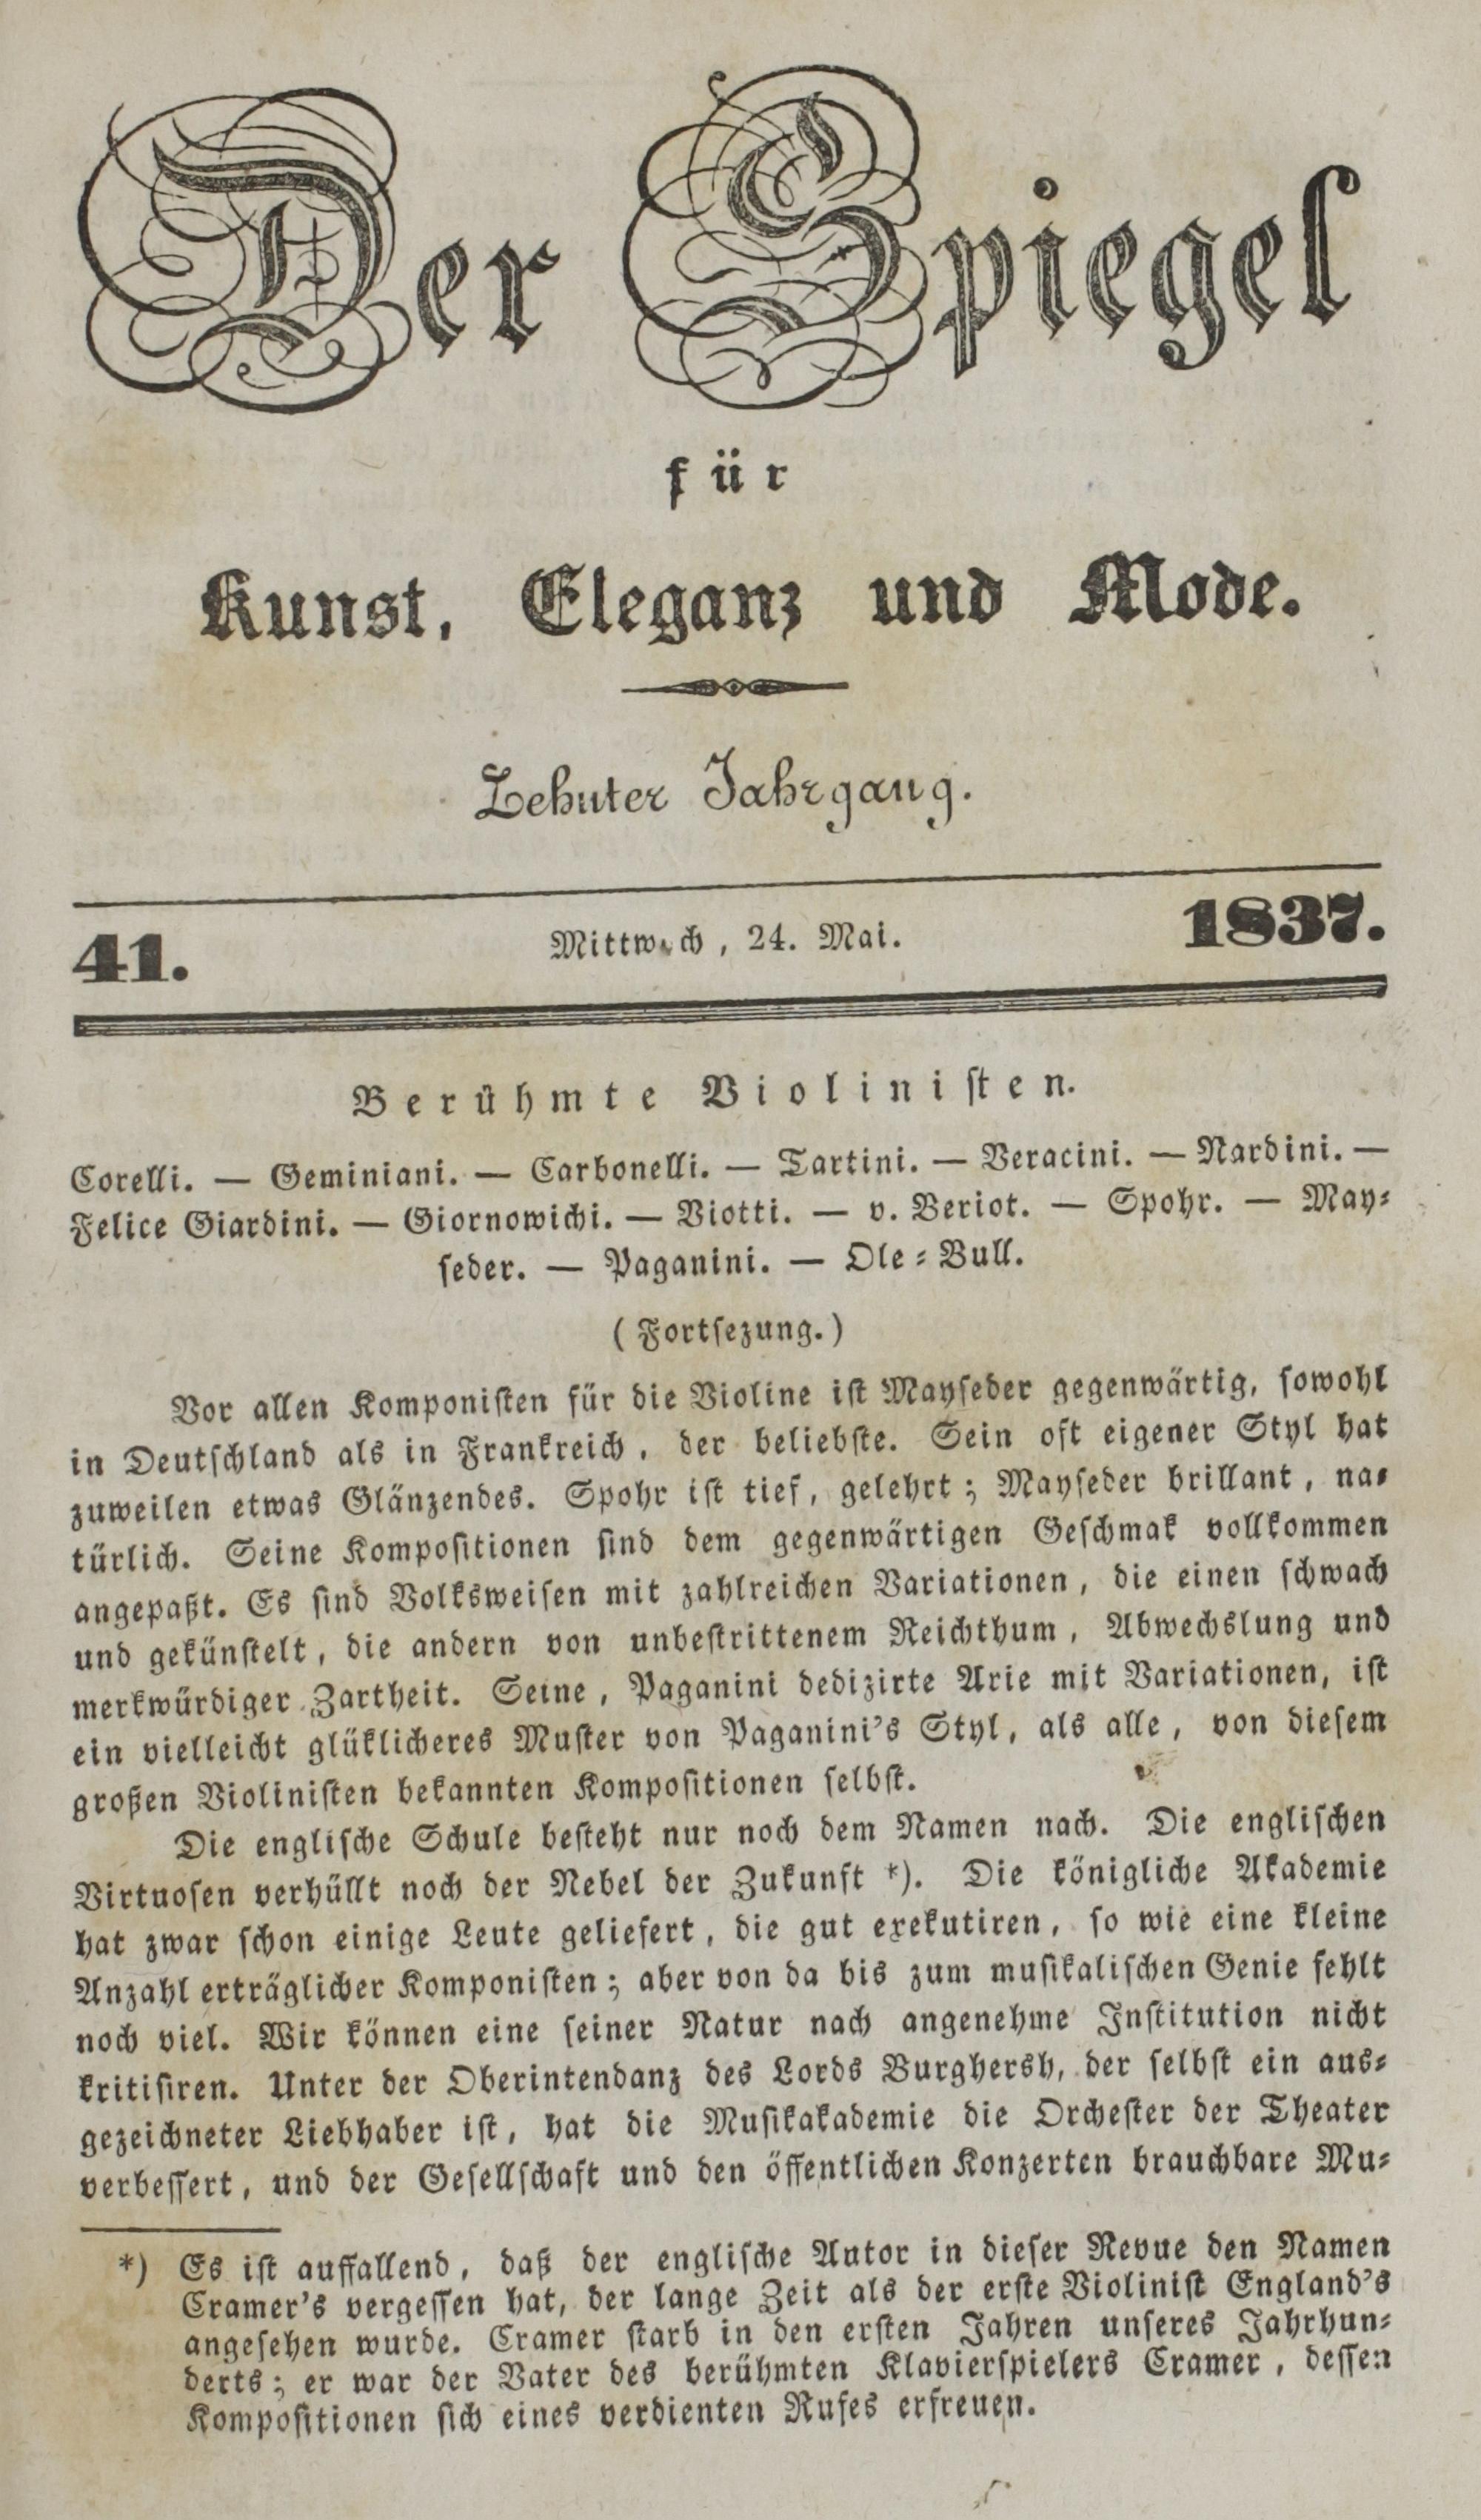 Der Spiegel
für
Kunst, Eleganz und Mode.
Zehnter Jahrgang.
41. Mittwoch, 24. Mai. 1837.
Berühmte Violinisten.
Corelli. — Geminiani. — Carbonelli. — Tartini. — Veracini. — Nardini. —
Felice Giardini. — Giornowichi. — Viotti. — v. Beriot. — Spohr. — May-
seder. — Paganini. — Ole-Bull.
(Fortsezung.)
Vor allen Komponisten für die Violine ist Mayseder gegenwärtig, sowohl
in Deutschland als in Frankreich, der beliebste. Sein oft eigener Styl hat
zuweilen etwas Glänzendes. Spohr ist tief, gelehrt; Mayseder brillant, na-
türlich. Seine Kompositionen sind dem gegenwärtigen Geschmak vollkommen
angepaßt. Es sind Volksweisen mit zahlreichen Variationen, die einen schwach
und gekünstelt, die andern von unbestrittenem Reichthum, Abwechslung und
merkwürdiger Zartheit. Seine, Paganini dedizirte Arie mit Variationen, ist
ein vielleicht glüklicheres Muster von Paganini's Styl, als alle, von diesem
großen Violinisten bekannten Kompositionen selbst.
Die englische Schule besteht nur noch dem Namen nach. Die englischen
Virtuosen verhüllt noch der Nebel der Zukunft *). Die königliche Akademie
hat zwar schon einige Leute geliefert, die gut exekutiren, so wie eine kleine
Anzahl erträglicher Komponisten; aber von da bis zum musikalischen Genie fehlt
noch viel. Wir können eine seiner Natur nach angenehme Institution nicht
kritisiren. Unter der Oberintendanz des Lords Burghersh, der selbst ein aus-
gezeichneter Liebhaber ist, hat die Musikakademie die Orchester der Theater
verbessert, und der Gesellschaft und den öffentlichen Konzerten brauchbare Mu-
*) Es ist auffallend, daß der englische Autor in dieser Revue den Namen
Cramer's vergessen hat, der lange Zeit als der erste Violinist England's
angesehen wurde. Cramer starb in den ersten Jahren unseres Jahrhun-
derts; er war der Vater des berühmten Klavierspielers Cramer, dessen
Kompositionen sich eines verdienten Rufes erfreuen.